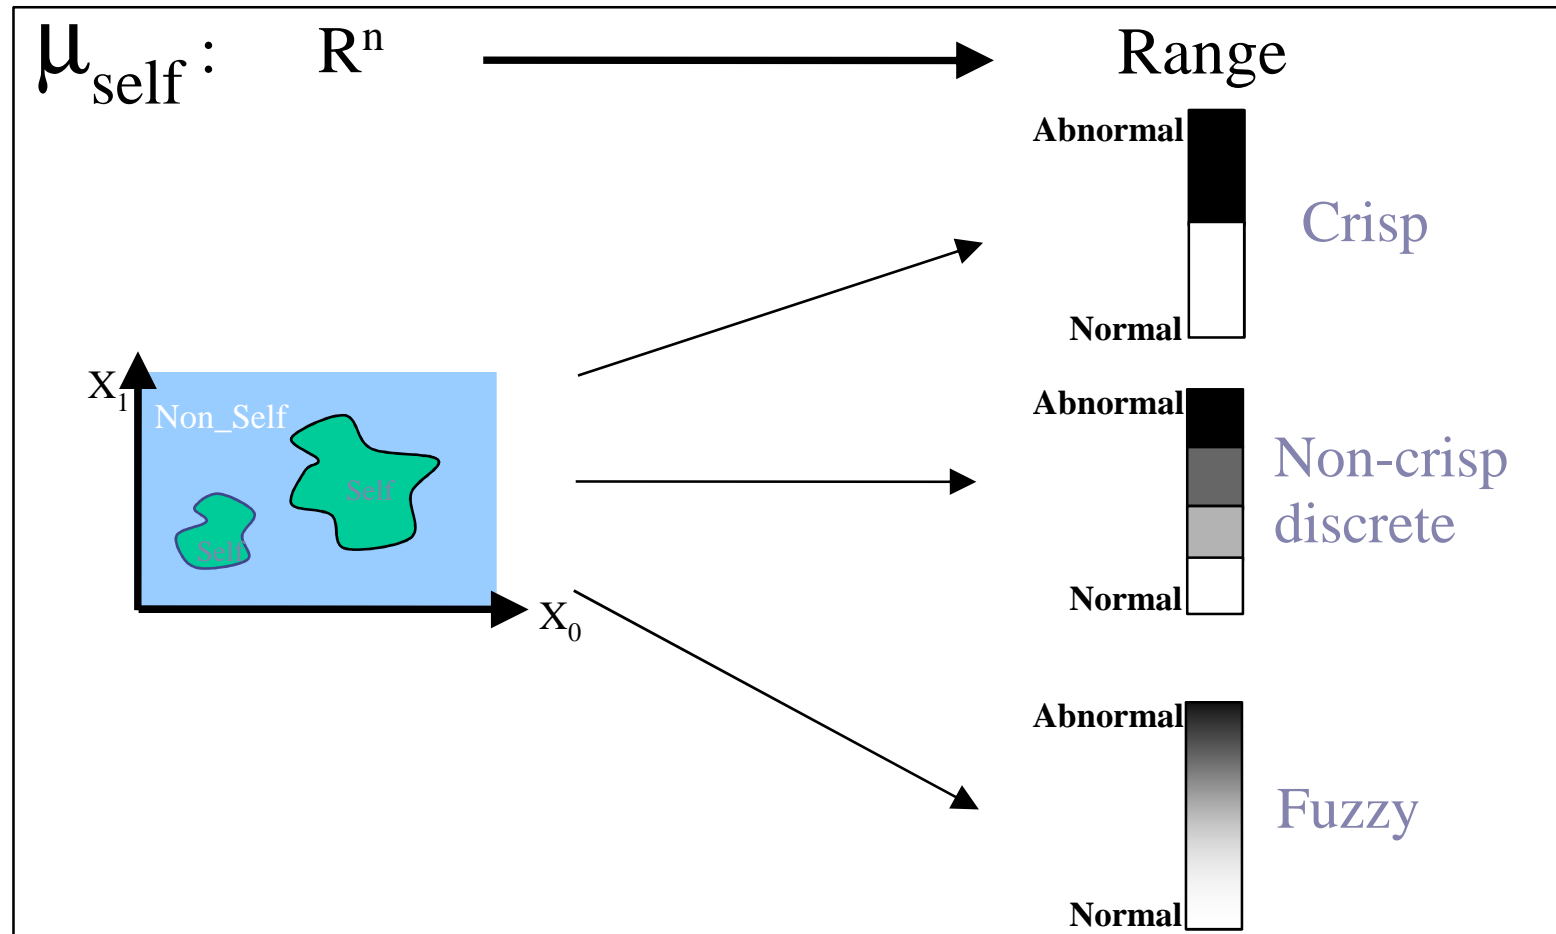 μself : Rⁿ Range
Abnormal
Crisp
Normal
X₁
Non_Self
Self
Self
X₀
Abnormal
Non-crisp
discrete
Normal
Abnormal
Fuzzy
Normal